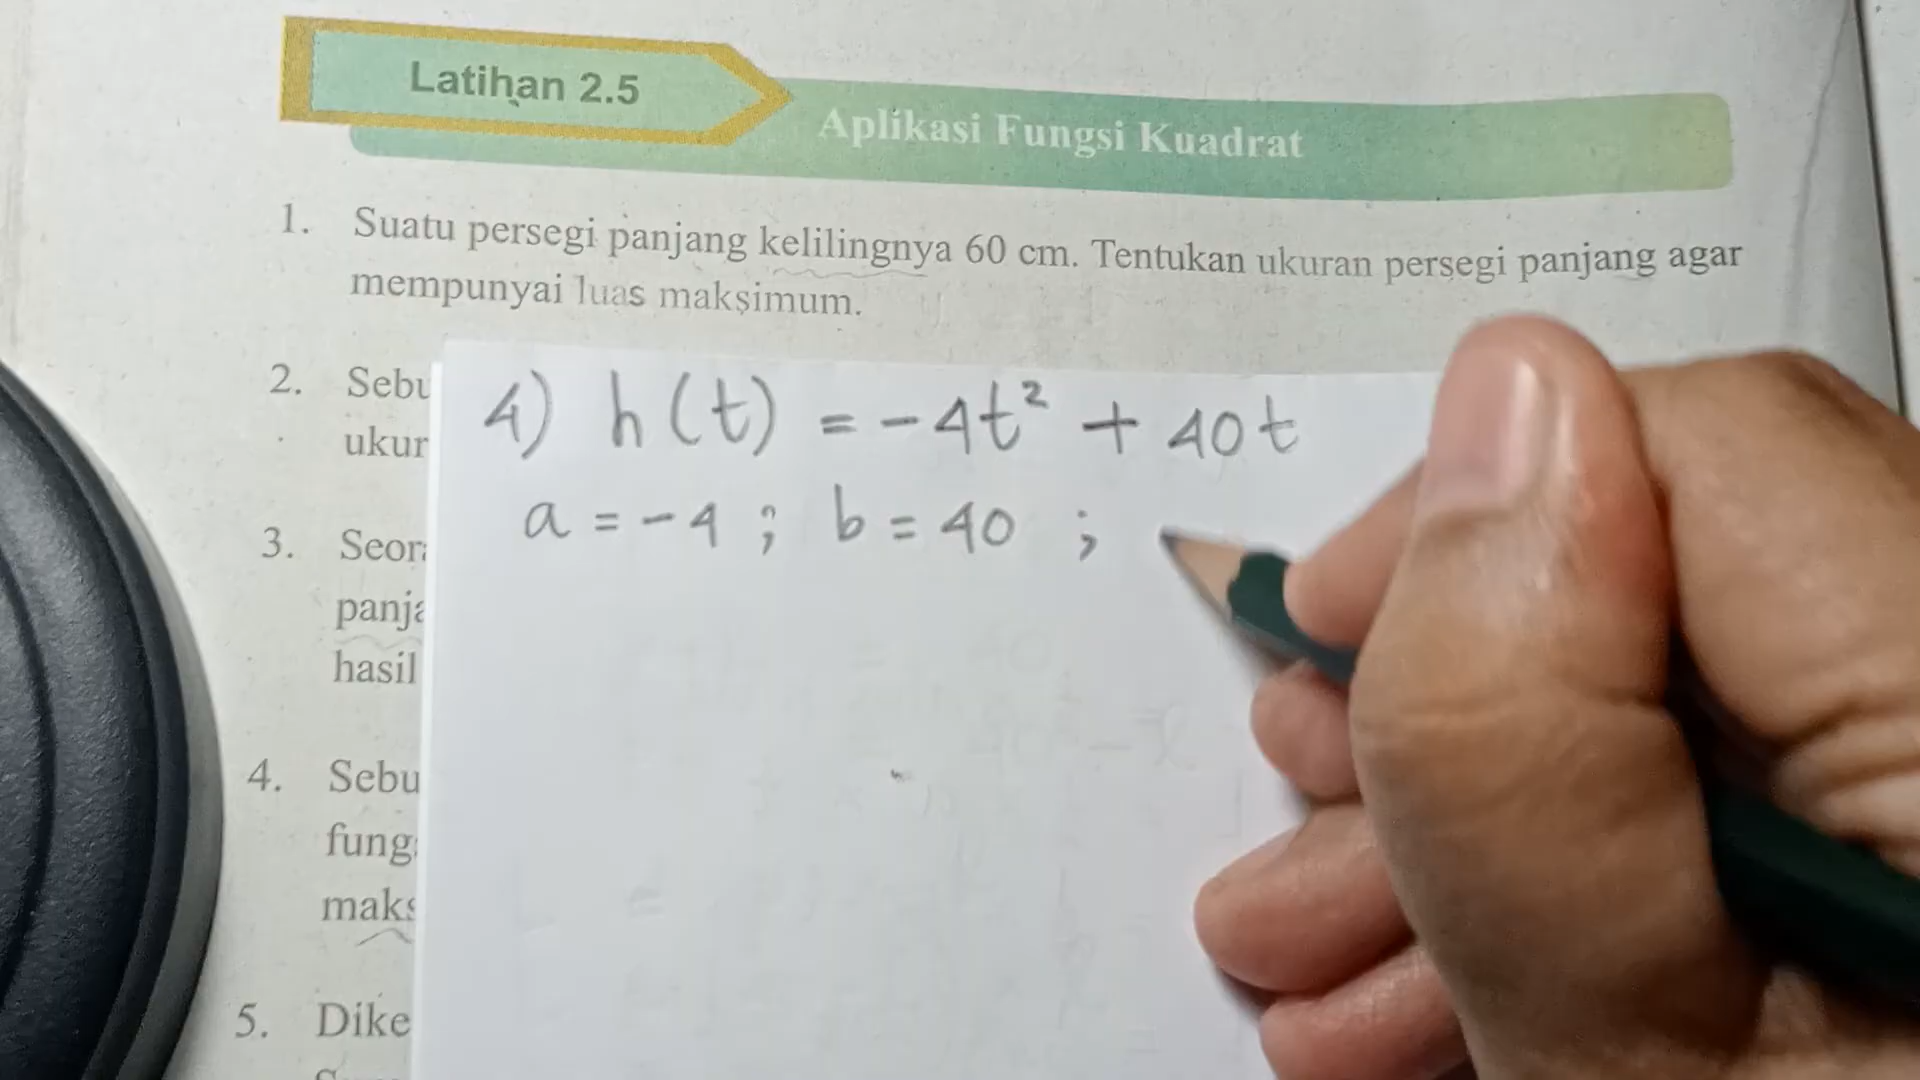 Latihan 2.5
Aplikasi Fungsi Kuadrat
1. Suatu persegi panjang kelilingnya 60 cm. Tentukan ukuran persegi panjang agar
mempunyai luas maksimum.
2. Sebu
ukur
3. Seor
panja
hasil
4. Sebu
fung
maks
5. Dike
4) h(t) = -4t² + 40t
a = -4 ; b = 40 ;